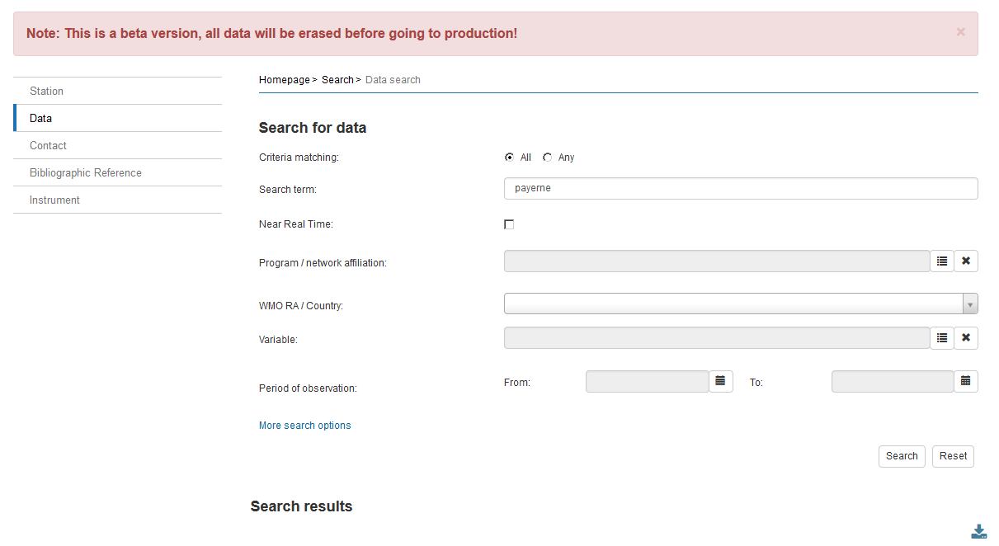 Note: This is a beta version, all data will be erased before going to production!
×
Station
Data
Contact
Bibliographic Reference
Instrument
Homepage > Search > Data search
Search for data
Criteria matching: All Any
Search term: payerne
Near Real Time:
Program / network affiliation:
WMO RA / Country:
Variable:
Period of observation: From: To:
More search options
Search Reset
Search results